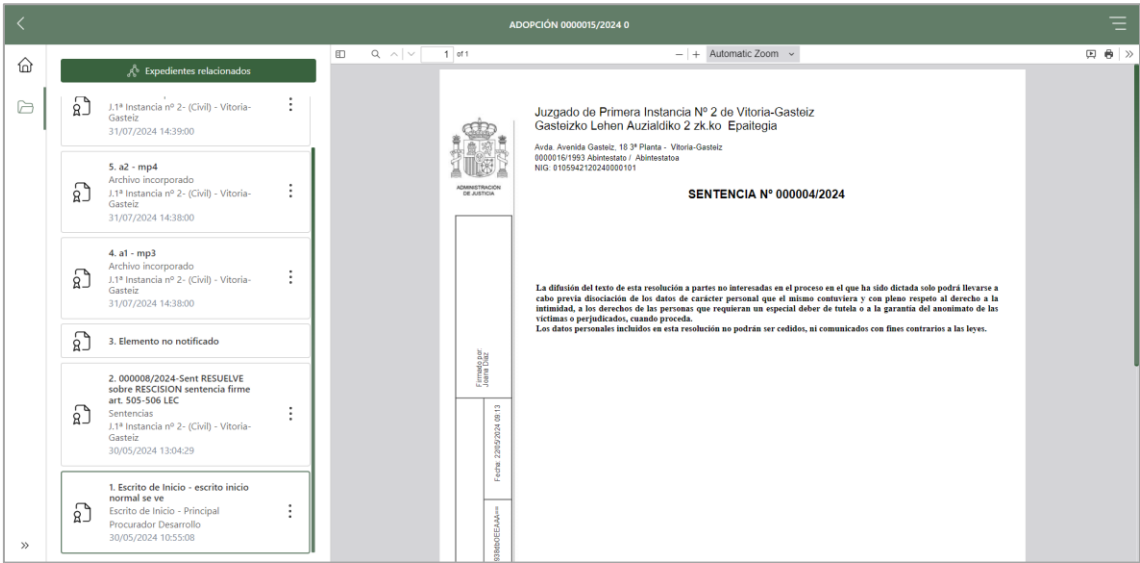 ADOPCIÓN 0000015/2024 0
Expedientes relacionados
J.1ª Instancia nº 2- (Civil) - Vitoria-
Gasteiz
31/07/2024 14:39:00
5. a2 - mp4
Archivo incorporado
J.1ª Instancia nº 2- (Civil) - Vitoria-
Gasteiz
31/07/2024 14:38:00
4. a1 - mp3
Archivo incorporado
J.1ª Instancia nº 2- (Civil) - Vitoria-
Gasteiz
31/07/2024 14:38:00
3. Elemento no notificado
2. 000008/2024-Sent RESUELVE
sobre RESCISION sentencia firme
art. 505-506 LEC
Sentencias
J.1ª Instancia nº 2- (Civil) - Vitoria-
Gasteiz
30/05/2024 13:04:29
1. Escrito de Inicio - escrito inicio
normal se ve
Escrito de Inicio - Principal
Procurador Desarrollo
30/05/2024 10:55:08
1 of 1
Automatic Zoom
ADMINISTRACIÓN
DE JUSTICIA
Juzgado de Primera Instancia Nº 2 de Vitoria-Gasteiz
Gasteizko Lehen Auzialdiko 2 zk.ko Epaitegia
Avda. Avenida Gasteiz, 18 3ª Planta - Vitoria-Gasteiz
0000016/1993 Abintestato / Abintestatoa
NIG: 0105942120240000101
SENTENCIA Nº 000004/2024
La difusión del texto de esta resolución a partes no interesadas en el proceso en el que ha sido dictada solo podrá llevarse a
cabo previa disociación de los datos de carácter personal que el mismo contuviera y con pleno respeto al derecho a la
intimidad, a los derechos de las personas que requieran un especial deber de tutela o a la garantía del anonimato de las
víctimas o perjudicados, cuando proceda.
Los datos personales incluidos en esta resolución no podrán ser cedidos, ni comunicados con fines contrarios a las leyes.
Firmado por:
Joana Díaz
Fecha: 22/05/2024 09:13